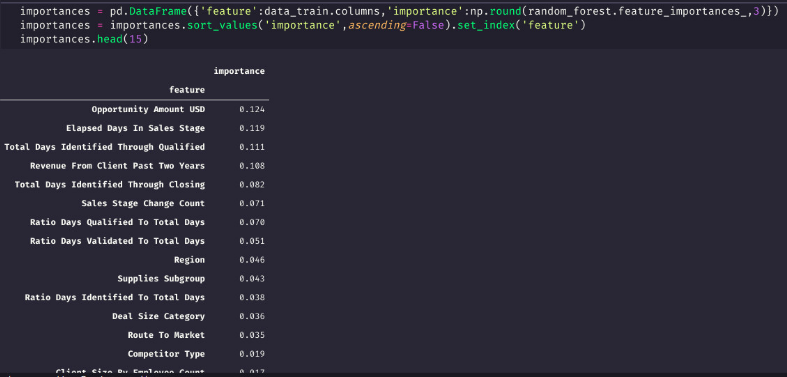 importances = pd.DataFrame({'feature':data_train.columns,'importance':np.round(random_forest.feature_importances_,3)})
importances = importances.sort_values('importance',ascending=False).set_index('feature')
importances.head(15)
importance
feature
Opportunity Amount USD 0.124
Elapsed Days In Sales Stage 0.119
Total Days Identified Through Qualified 0.111
Revenue From Client Past Two Years 0.108
Total Days Identified Through Closing 0.082
Sales Stage Change Count 0.071
Ratio Days Qualified To Total Days 0.070
Ratio Days Validated To Total Days 0.051
Region 0.046
Supplies Subgroup 0.043
Ratio Days Identified To Total Days 0.038
Deal Size Category 0.036
Route To Market 0.035
Competitor Type 0.019
Client Size By Employee Count 0.017